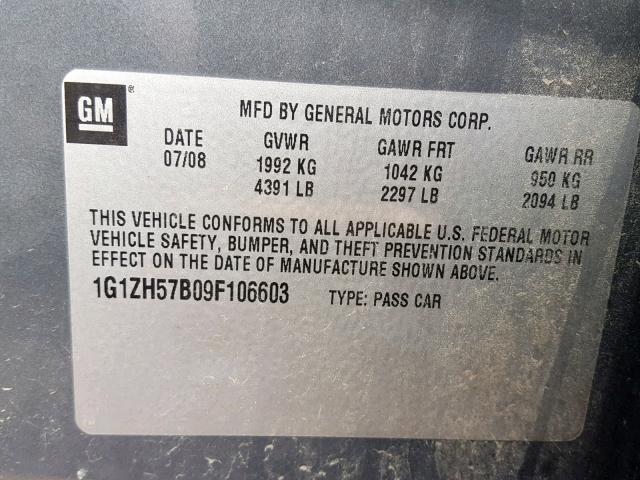 GM ®
MFD BY GENERAL MOTORS CORP.
DATE GVWR GAWR FRT GAWR RR
07/08 1992 KG 1042 KG 950 KG
4391 LB 2297 LB 2094 LB
THIS VEHICLE CONFORMS TO ALL APPLICABLE U.S. FEDERAL MOTOR
VEHICLE SAFETY, BUMPER, AND THEFT PREVENTION STANDARDS IN
EFFECT ON THE DATE OF MANUFACTURE SHOWN ABOVE.
1G1ZH57B09F106603 TYPE: PASS CAR